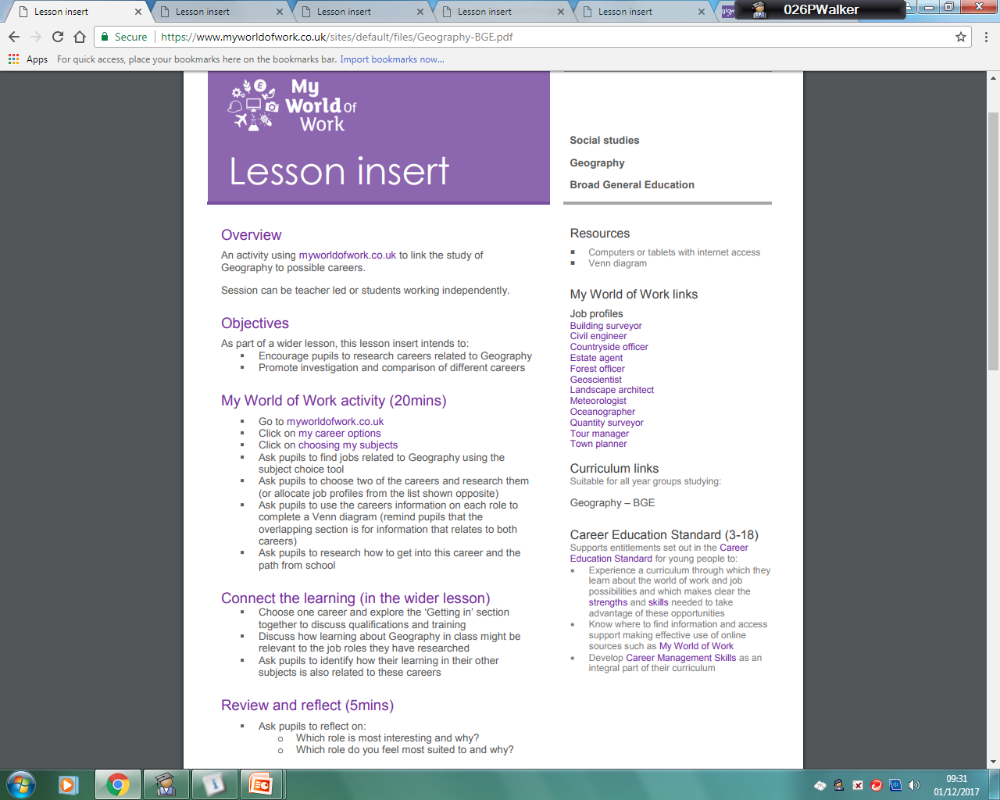 Lesson insert
Lesson insert
Lesson insert
Lesson insert
Lesson insert
glow
026PWalker
Secure
https://www.myworldofwork.co.uk/sites/default/files/Geography-BGE.pdf
Apps
For quick access, place your bookmarks here on the bookmarks bar. Import bookmarks now...
My
World Of
Work
Lesson insert
Social studies
Geography
Broad General Education
Overview
An activity using myworldofwork.co.uk to link the study of
Geography to possible careers.
Session can be teacher led or students working independently.
Objectives
As part of a wider lesson, this lesson insert intends to:
▪ Encourage pupils to research careers related to Geography
▪ Promote investigation and comparison of different careers
My World of Work activity (20mins)
▪ Go to myworldofwork.co.uk
▪ Click on my career options
▪ Click on choosing my subjects
▪ Ask pupils to find jobs related to Geography using the
subject choice tool
▪ Ask pupils to choose two of the careers and research them
(or allocate job profiles from the list shown opposite)
▪ Ask pupils to use the careers information on each role to
complete a Venn diagram (remind pupils that the
overlapping section is for information that relates to both
careers)
▪ Ask pupils to research how to get into this career and the
path from school
Connect the learning (in the wider lesson)
▪ Choose one career and explore the ‘Getting in’ section
together to discuss qualifications and training
▪ Discuss how learning about Geography in class might be
relevant to the job roles they have researched
▪ Ask pupils to identify how their learning in their other
subjects is also related to these careers
Review and reflect (5mins)
▪ Ask pupils to reflect on:
o Which role is most interesting and why?
o Which role do you feel most suited to and why?
Resources
▪ Computers or tablets with internet access
▪ Venn diagram
My World of Work links
Job profiles
Building surveyor
Civil engineer
Countryside officer
Estate agent
Forest officer
Geoscientist
Landscape architect
Meteorologist
Oceanographer
Quantity surveyor
Tour manager
Town planner
Curriculum links
Suitable for all year groups studying:
Geography – BGE
Career Education Standard (3-18)
Supports entitlements set out in the Career
Education Standard for young people to:
• Experience a curriculum through which they
learn about the world of work and job
possibilities and which makes clear the
strengths and skills needed to take
advantage of these opportunities
• Know where to find information and access
support making effective use of online
sources such as My World of Work
• Develop Career Management Skills as an
integral part of their curriculum
09:31
01/12/2017